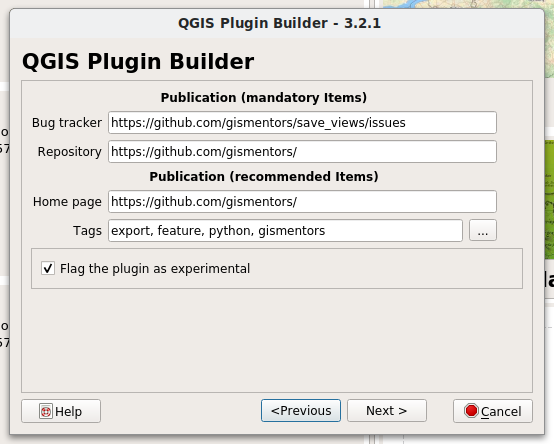 QGIS Plugin Builder - 3.2.1
QGIS Plugin Builder
Publication (mandatory Items)
Bug tracker https://github.com/gismentors/save_views/issues
Repository https://github.com/gismentors/
Publication (recommended Items)
Home page https://github.com/gismentors/
Tags export, feature, python, gismentors ...
Flag the plugin as experimental
Help <Previous Next > Cancel